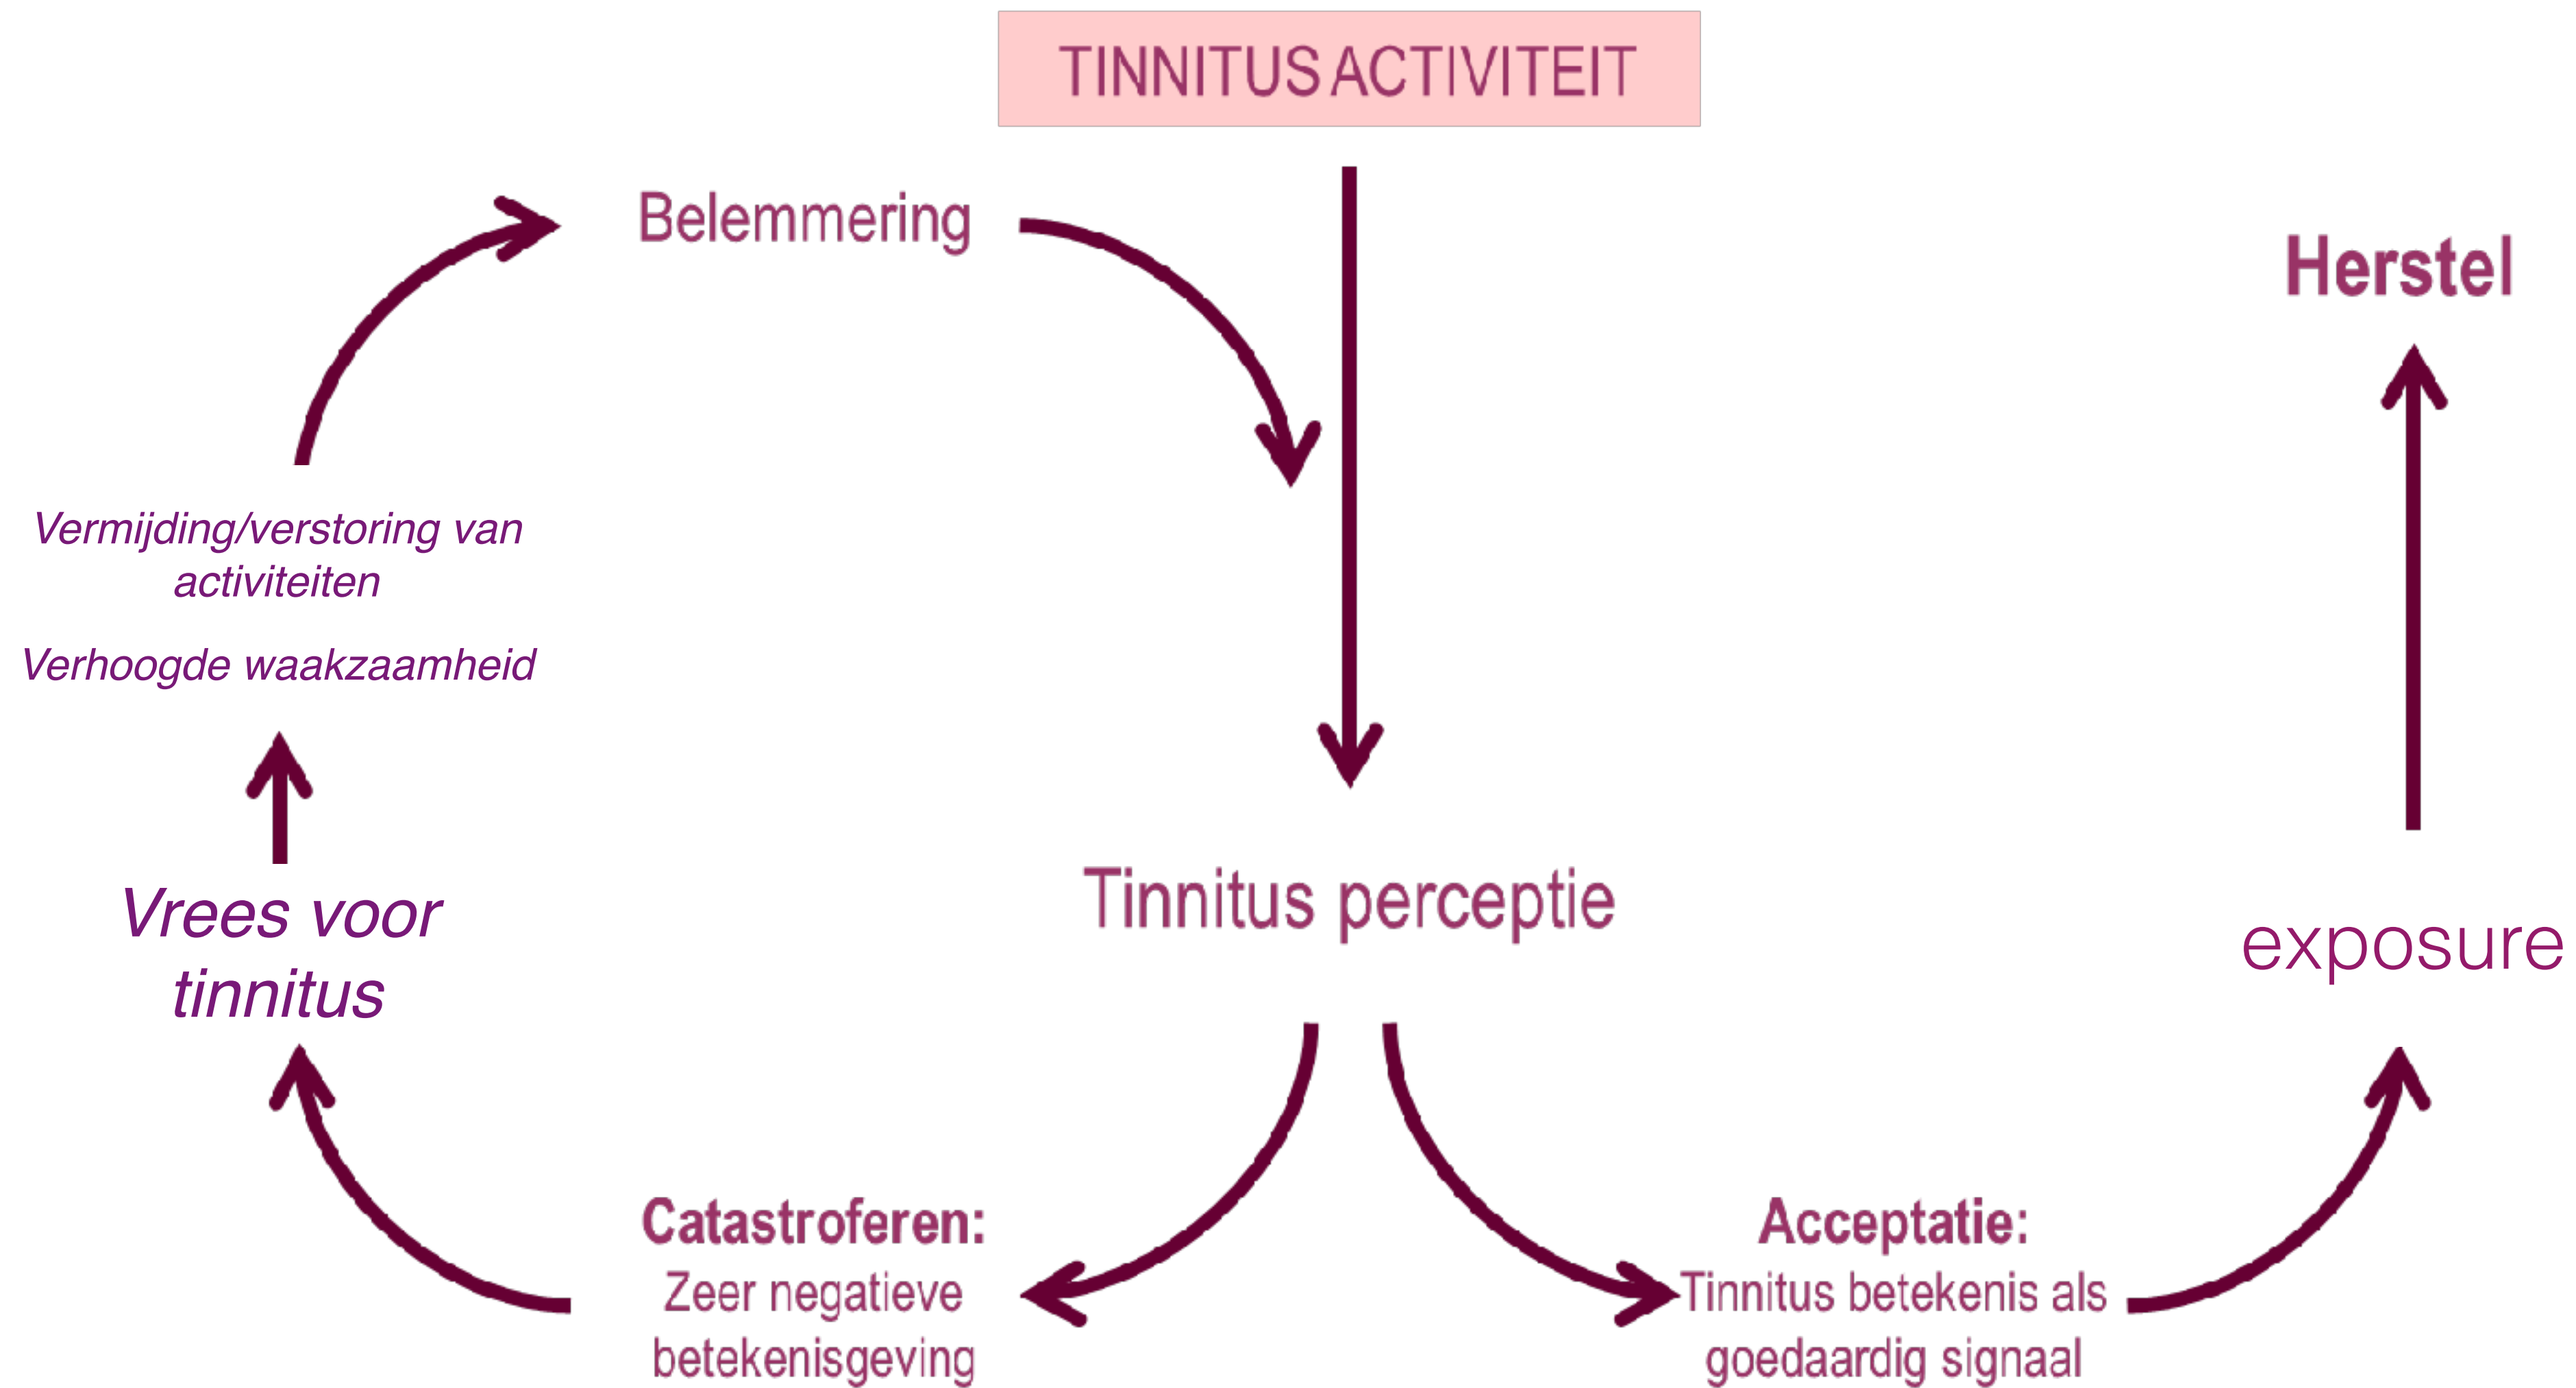 TINNITUS ACTIVITEIT
Belemmering
Herstel
Vermijding/verstoring van
activiteiten
Verhoogde waakzaamheid
Vrees voor
tinnitus
Tinnitus perceptie
exposure
Catastroferen:
Zeer negatieve
betekenisgeving
Acceptatie:
Tinnitus betekenis als
goedaardig signaal